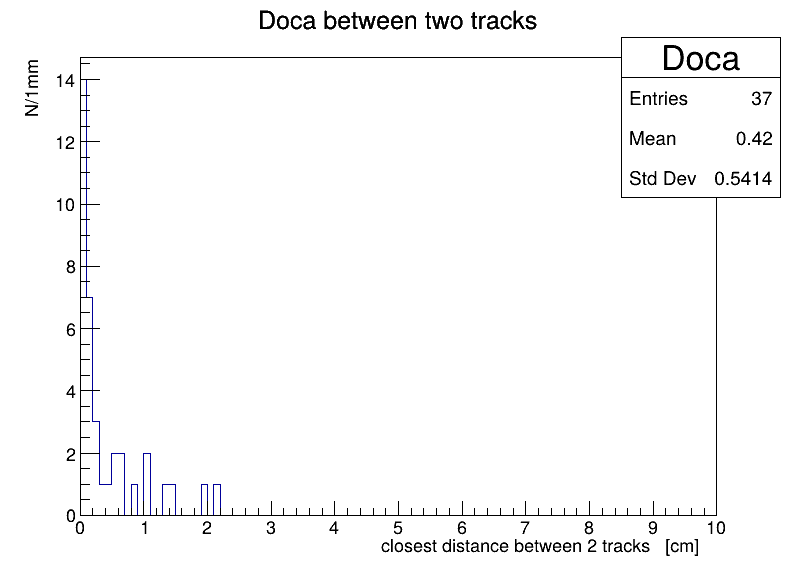 Doca between two tracks
Doca
Entries 37
Mean 0.42
Std Dev 0.5414
N/1mm
14
12
10
8
6
4
2
0
0 1 2 3 4 5 6 7 8 9 10
closest distance between 2 tracks [cm]